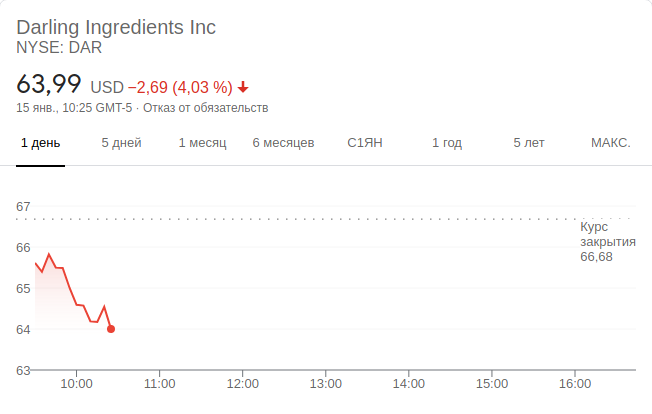 Darling Ingredients Inc
NYSE: DAR
63,99 USD −2,69 (4,03 %)
15 янв., 10:25 GMT-5 · Отказ от обязательств
1 день 5 дней 1 месяц 6 месяцев С1ЯН 1 год 5 лет МАКС.
67
Курс
закрытия
66,68
66
65
64
63
10:00 11:00 12:00 13:00 14:00 15:00 16:00